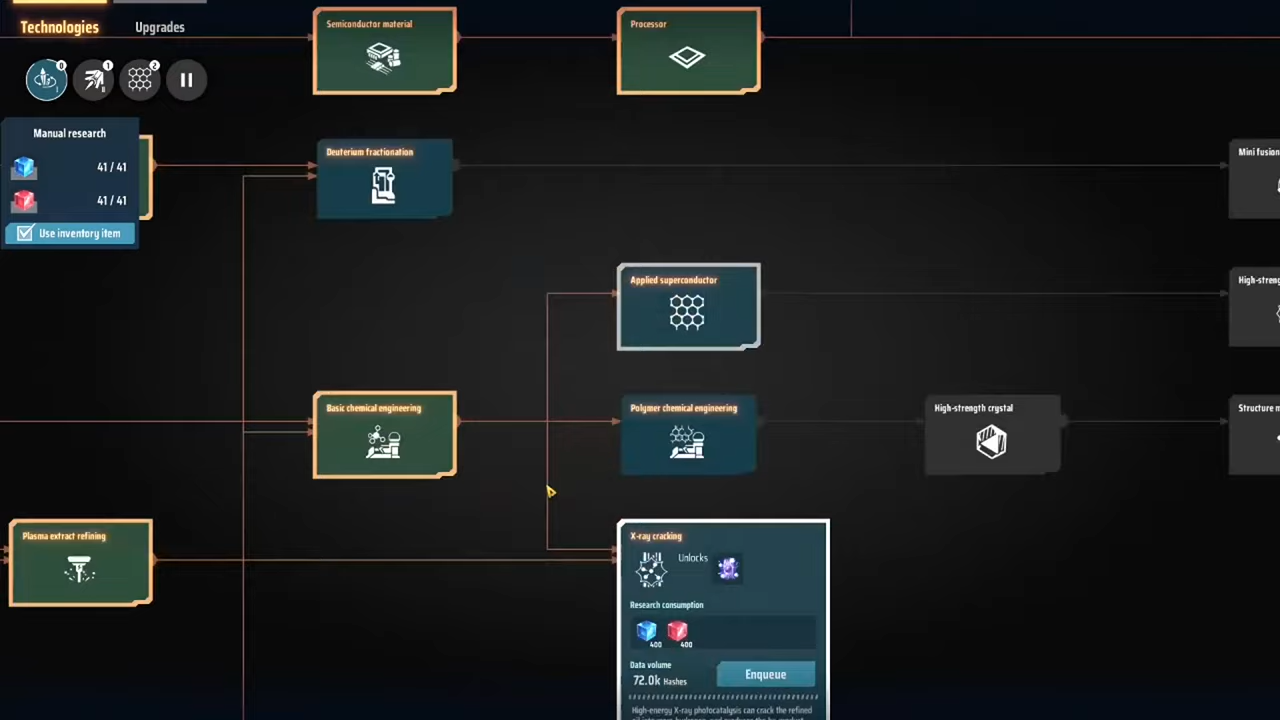 Technologies
Upgrades
Semiconductor material
Processor
0
1
2
I
II
Manual research
41 / 41
41 / 41
Use inventory item
Deuterium fractionation
Mini fusion
Applied superconductor
High-streng
Basic chemical engineering
Polymer chemical engineering
High-strength crystal
Structure m
Plasma extract refining
X-ray cracking
Unlocks
Research consumption
400
400
Data volume
72.0k Hashes
Enqueue
High-energy X-ray photocatalysis can crack the refined